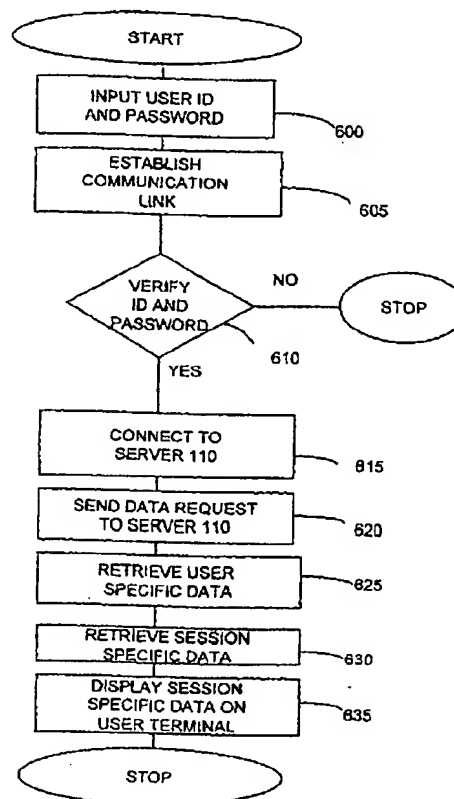 START
INPUT USER ID
AND PASSWORD
600
ESTABLISH
COMMUNICATION
LINK
605
VERIFY
ID AND
PASSWORD
NO
STOP
610
YES
CONNECT TO
SERVER 110
615
SEND DATA REQUEST
TO SERVER 110
620
RETRIEVE USER
SPECIFIC DATA
625
RETRIEVE SESSION
SPECIFIC DATA
630
DISPLAY SESSION
SPECIFIC DATA ON
USER TERMINAL
635
STOP